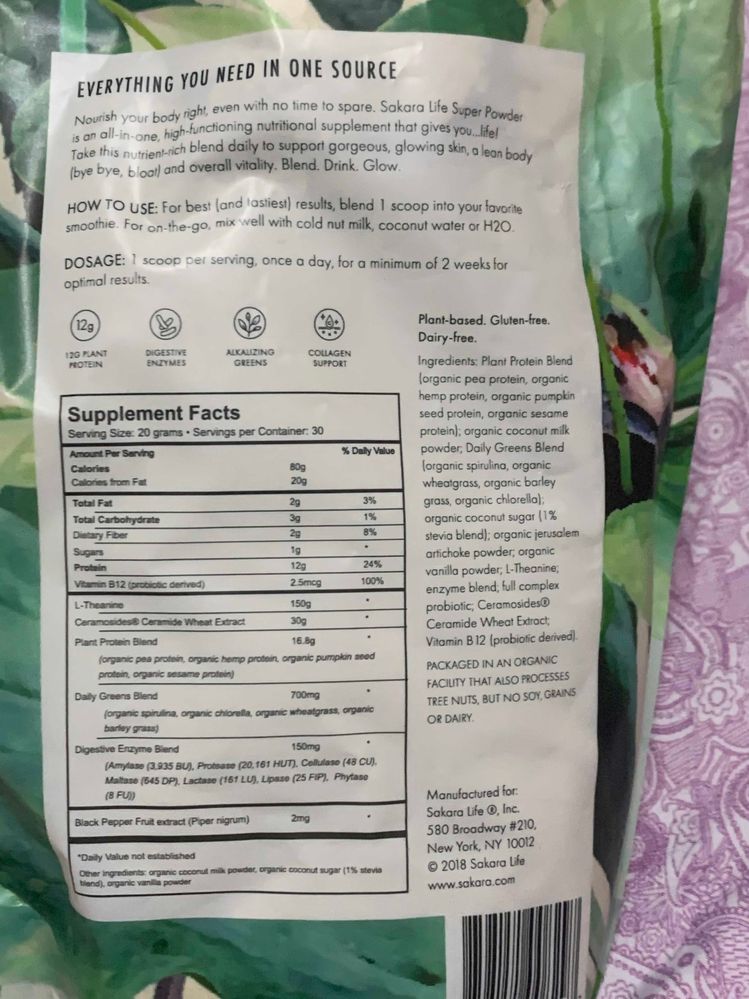 EVERYTHING YOU NEED IN ONE SOURCE
Nourish your body right, even with no time to spare. Sakara Life Super Powder
is an all-in-one, high-functioning nutritional supplement that gives you...life!
Take this nutrient-rich blend daily to support gorgeous, glowing skin, a lean body
(bye bye, bloat) and overall vitality. Blend. Drink. Glow.
HOW TO USE: For best (and tastiest) results, blend 1 scoop into your favorite
smoothie. For on-the-go, mix well with cold nut milk, coconut water or H2O.
DOSAGE: 1 scoop per serving, once a day, for a minimum of 2 weeks for
optimal results.
12g
12G PLANT
PROTEIN
DIGESTIVE
ENZYMES
ALKALIZING
GREENS
COLLAGEN
SUPPORT
Supplement Facts
Serving Size: 20 grams • Servings per Container: 30
Amount Per Serving % Daily Value
Calories 80g
Calories from Fat 20g
Total Fat 2g 3%
Total Carbohydrate 3g 1%
Dietary Fiber 2g 8%
Sugars 1g *
Protein 12g 24%
Vitamin B12 (probiotic derived) 2.5mcg 100%
L-Theanine 150g *
Ceramosides® Ceramide Wheat Extract 30g *
Plant Protein Blend 16.8g *
(organic pea protein, organic hemp protein, organic pumpkin seed
protein, organic sesame protein)
Daily Greens Blend 700mg *
(organic spirulina, organic chlorella, organic wheatgrass, organic
barley grass)
Digestive Enzyme Blend 150mg *
(Amylase (3,935 BU), Protease (20,161 HUT), Cellulase (48 CU),
Maltase (645 DP), Lactase (161 LU), Lipase (25 FIP), Phytase
(8 FU))
Black Pepper Fruit extract (Piper nigrum) 2mg *
*Daily Value not established
Other Ingredients: organic coconut milk powder, organic coconut sugar (1% stevia
blend), organic vanilla powder
Plant-based. Gluten-free.
Dairy-free.
Ingredients: Plant Protein Blend
(organic pea protein, organic
hemp protein, organic pumpkin
seed protein, organic sesame
protein); organic coconut milk
powder; Daily Greens Blend
(organic spirulina, organic
wheatgrass, organic barley
grass, organic chlorella);
organic coconut sugar (1%
stevia blend); organic jerusalem
artichoke powder; organic
vanilla powder; L-Theanine;
enzyme blend; full complex
probiotic; Ceramosides®
Ceramide Wheat Extract;
Vitamin B12 (probiotic derived).
PACKAGED IN AN ORGANIC
FACILITY THAT ALSO PROCESSES
TREE NUTS, BUT NO SOY, GRAINS
OR DAIRY.
Manufactured for:
Sakara Life ®, Inc.
580 Broadway #210,
New York, NY 10012
© 2018 Sakara Life
www.sakara.com